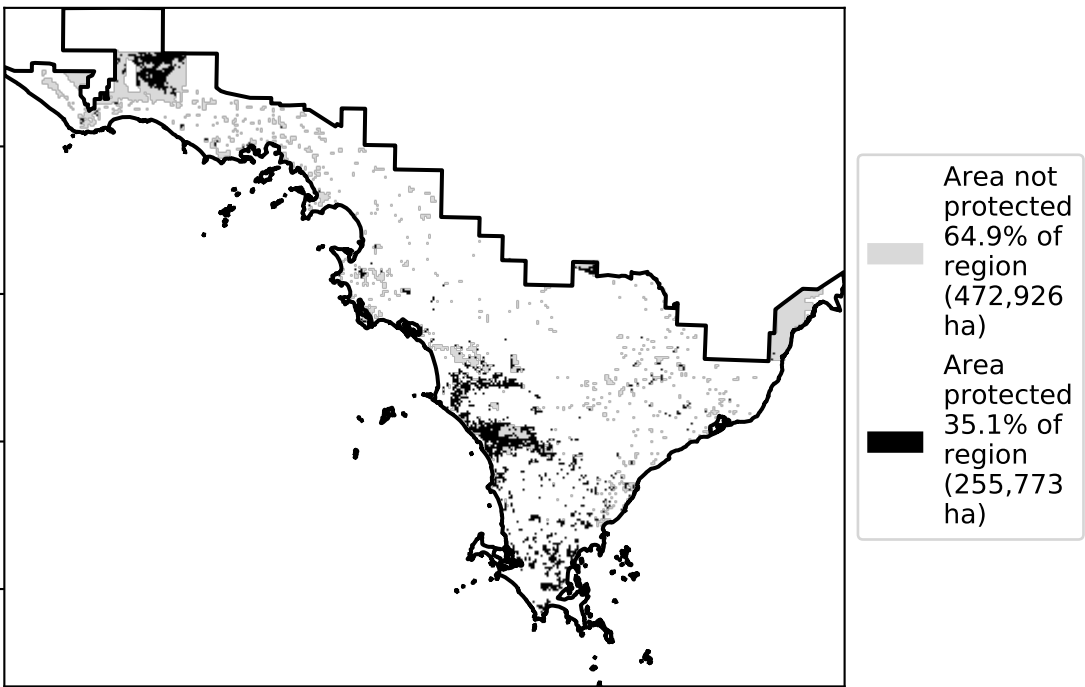 Area not
protected
64.9% of
region
(472,926
ha)
Area
protected
35.1% of
region
(255,773
ha)